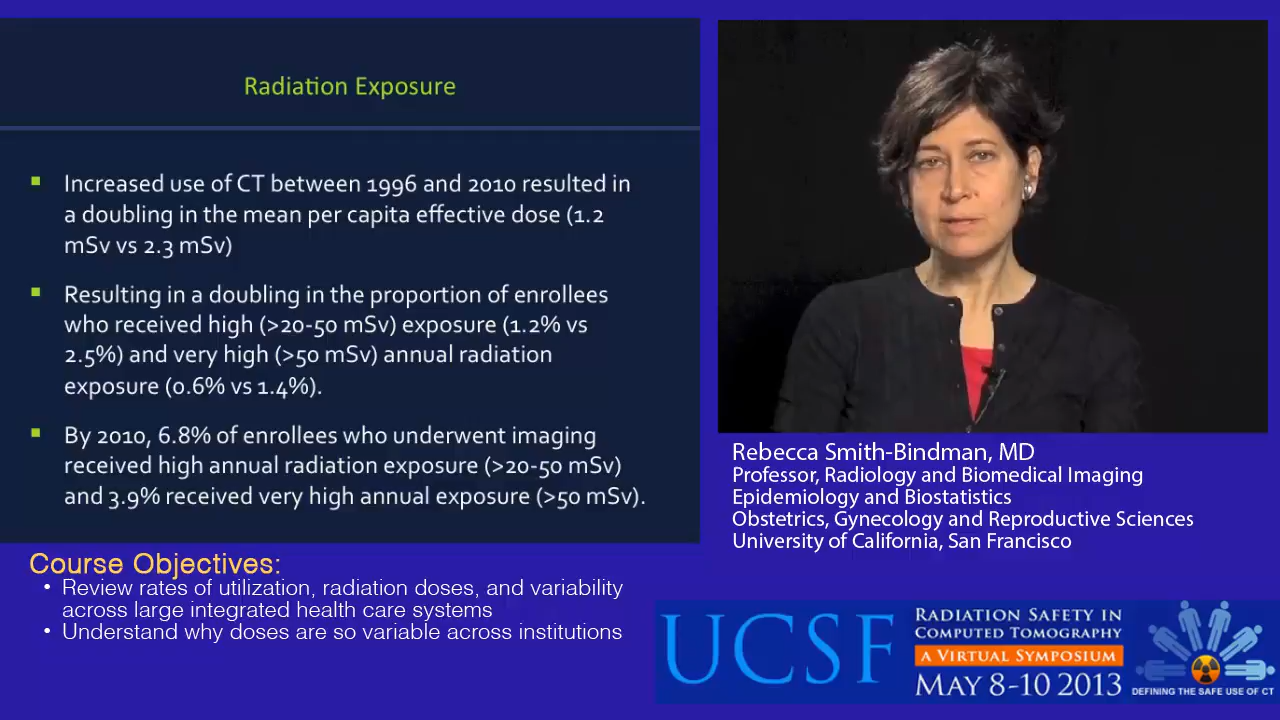 Radiation Exposure
Increased use of CT between 1996 and 2010 resulted in
a doubling in the mean per capita effective dose (1.2
mSv vs 2.3 mSv)
Resulting in a doubling in the proportion of enrollees
who received high (>20-50 mSv) exposure (1.2% vs
2.5%) and very high (>50 mSv) annual radiation
exposure (0.6% vs 1.4%).
By 2010, 6.8% of enrollees who underwent imaging
received high annual radiation exposure (>20-50 mSv)
and 3.9% received very high annual exposure (>50 mSv).
Rebecca Smith-Bindman, MD
Professor, Radiology and Biomedical Imaging
Epidemiology and Biostatistics
Obstetrics, Gynecology and Reproductive Sciences
University of California, San Francisco
Course Objectives:
• Review rates of utilization, radiation doses, and variability
across large integrated health care systems
• Understand why doses are so variable across institutions
UCSF
RADIATION SAFETY IN
COMPUTED TOMOGRAPHY
A VIRTUAL SYMPOSIUM
MAY 8-10 2013
DEFINING THE SAFE USE OF CT